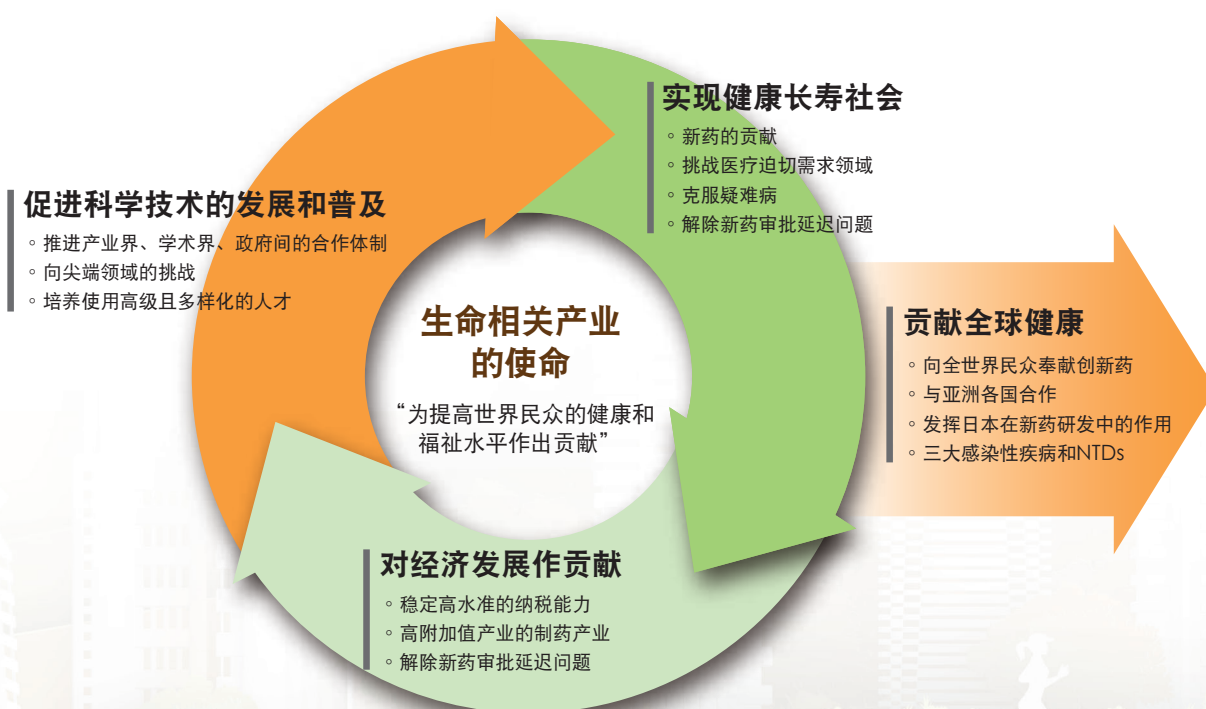 实现健康长寿社会
◦ 新药的贡献
◦ 挑战医疗迫切需求领域
◦ 克服疑难病
◦ 解除新药审批延迟问题
促进科学技术的发展和普及
◦ 推进产业界、学术界、政府间的合作体制
◦ 向尖端领域的挑战
◦ 培养使用高级且多样化的人才
生命相关产业
的使命
“为提高世界民众的健康和
福祉水平作出贡献”
贡献全球健康
◦ 向全世界民众奉献创新药
◦ 与亚洲各国合作
◦ 发挥日本在新药研发中的作用
◦ 三大感染性疾病和NTDs
对经济发展作贡献
◦ 稳定高水准的纳税能力
◦ 高附加值产业的制药产业
◦ 解除新药审批延迟问题